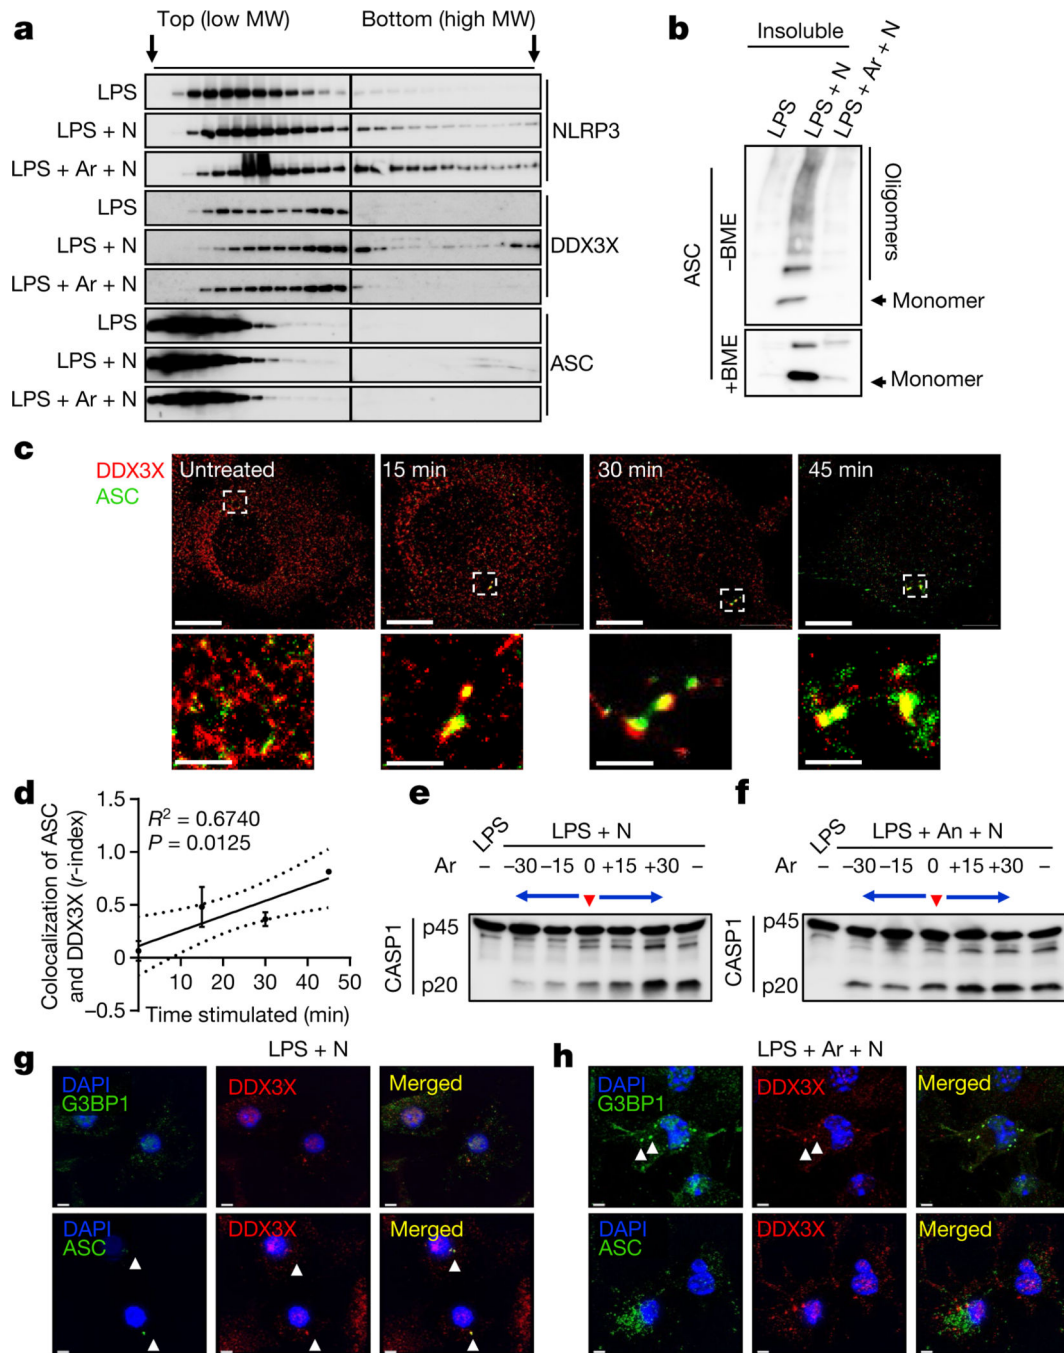 a
Top (low MW)
Bottom (high MW)
LPS
LPS + N
LPS + Ar + N
NLRP3
LPS
LPS + N
LPS + Ar + N
DDX3X
LPS
LPS + N
LPS + Ar + N
ASC
b
Insoluble
LPS
LPS + N
LPS + Ar + N
ASC
–BME
+BME
Oligomers
Monomer
Monomer
c
DDX3X
ASC
Untreated
15 min
30 min
45 min
d
Colocalization of ASC
and DDX3X (r-index)
1.5
1.0
0.5
0
–0.5
R² = 0.6740
P = 0.0125
10 20 30 40 50
Time stimulated (min)
e
LPS
LPS + N
Ar – –30 –15 0 +15 +30 –
CASP1
p45
p20
f
LPS
LPS + An + N
Ar – –30 –15 0 +15 +30 –
CASP1
p45
p20
g
LPS + N
DAPI
G3BP1
DDX3X
Merged
DAPI
ASC
DDX3X
Merged
h
LPS + Ar + N
DAPI
G3BP1
DDX3X
Merged
DAPI
ASC
DDX3X
Merged